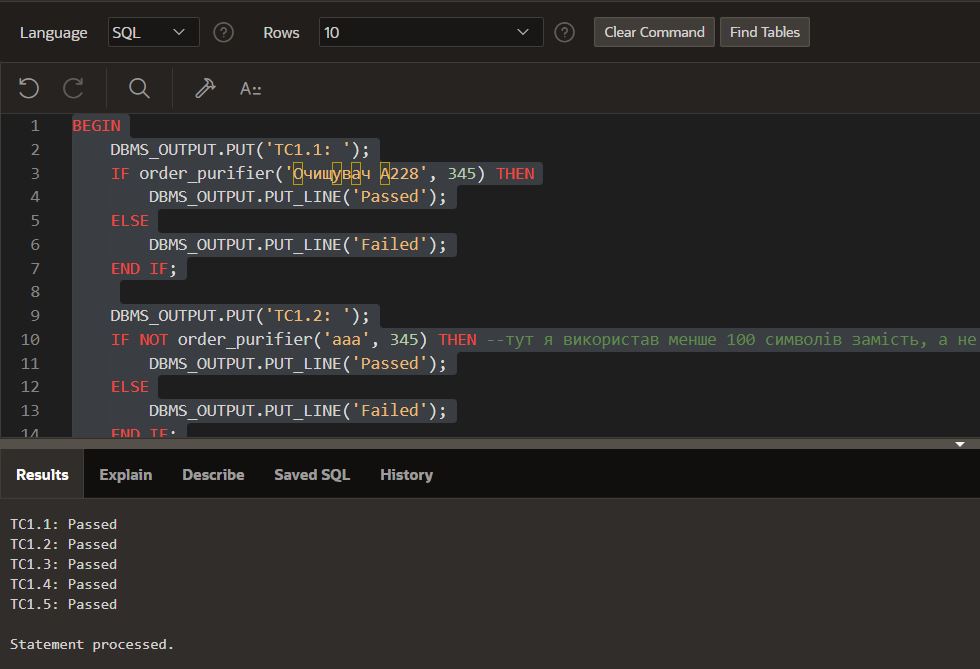 Language SQL Rows 10 Clear Command Find Tables
1 BEGIN
2 DBMS_OUTPUT.PUT('TC1.1: ');
3 IF order_purifier('Очищувач А228', 345) THEN
4 DBMS_OUTPUT.PUT_LINE('Passed');
5 ELSE
6 DBMS_OUTPUT.PUT_LINE('Failed');
7 END IF;
8
9 DBMS_OUTPUT.PUT('TC1.2: ');
10 IF NOT order_purifier('aaa', 345) THEN --тут я використав менше 100 символів замість, а не
11 DBMS_OUTPUT.PUT_LINE('Passed');
12 ELSE
13 DBMS_OUTPUT.PUT_LINE('Failed');
14 END IF;
Results Explain Describe Saved SQL History
TC1.1: Passed
TC1.2: Passed
TC1.3: Passed
TC1.4: Passed
TC1.5: Passed
Statement processed.